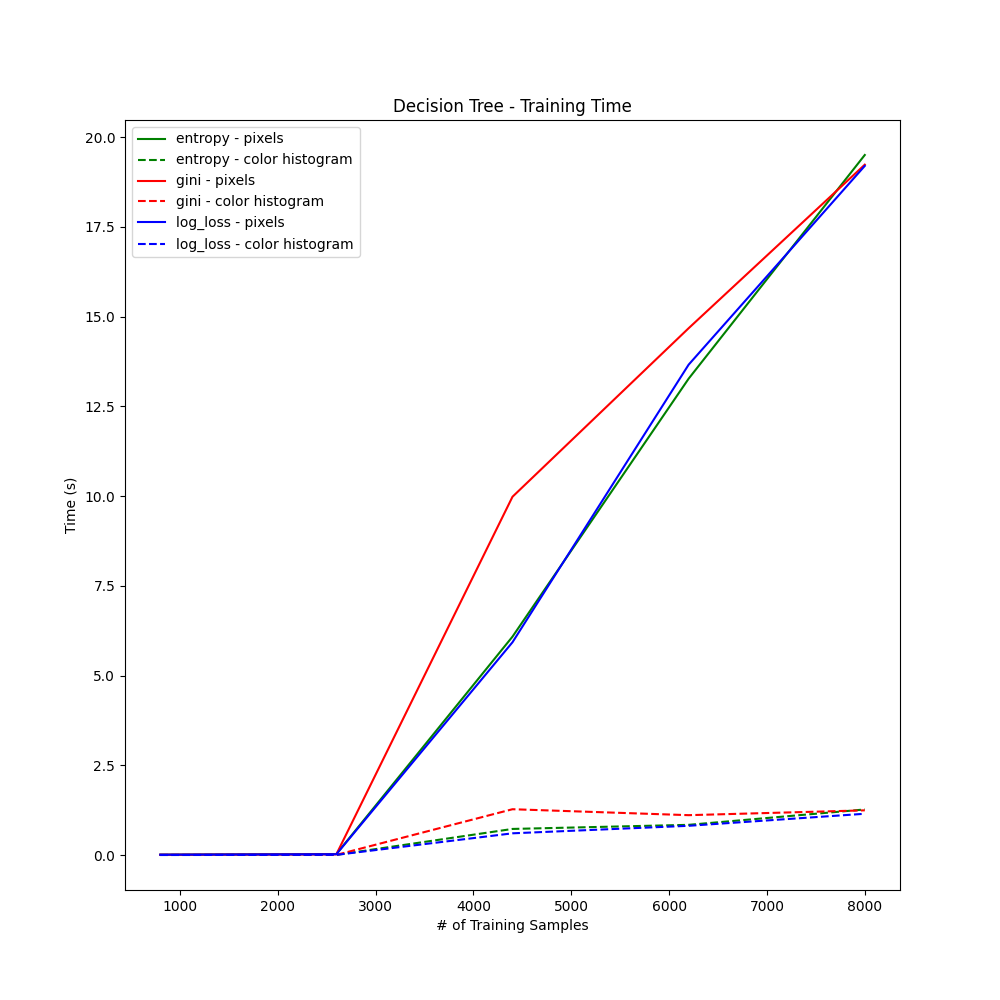 Decision Tree - Training Time
entropy - pixels
entropy - color histogram
gini - pixels
gini - color histogram
log_loss - pixels
log_loss - color histogram
20.0
17.5
15.0
12.5
10.0
7.5
5.0
2.5
0.0
Time (s)
1000 2000 3000 4000 5000 6000 7000 8000
# of Training Samples